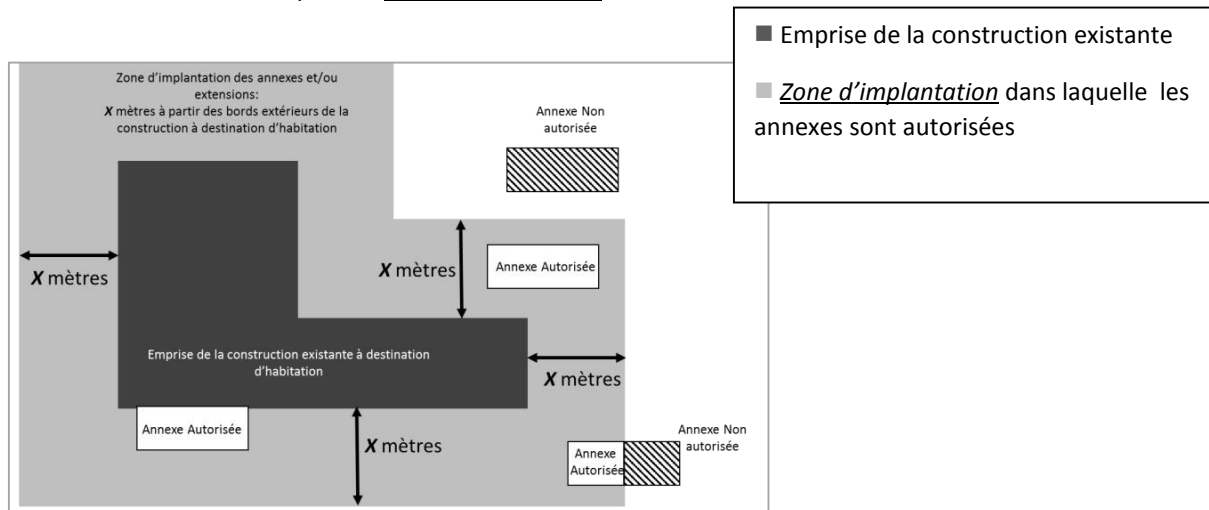 Emprise de la construction existante
Zone d'implantation dans laquelle les
annexes sont autorisées
Zone d'implantation des annexes et/ou
extensions:
X mètres à partir des bords extérieurs de la
construction à destination d'habitation
Annexe Non
autorisée
X mètres
X mètres
Annexe Autorisée
Emprise de la construction existante à destination
d'habitation
X mètres
Annexe Autorisée
X mètres
Annexe
Autorisée
Annexe Non
autorisée